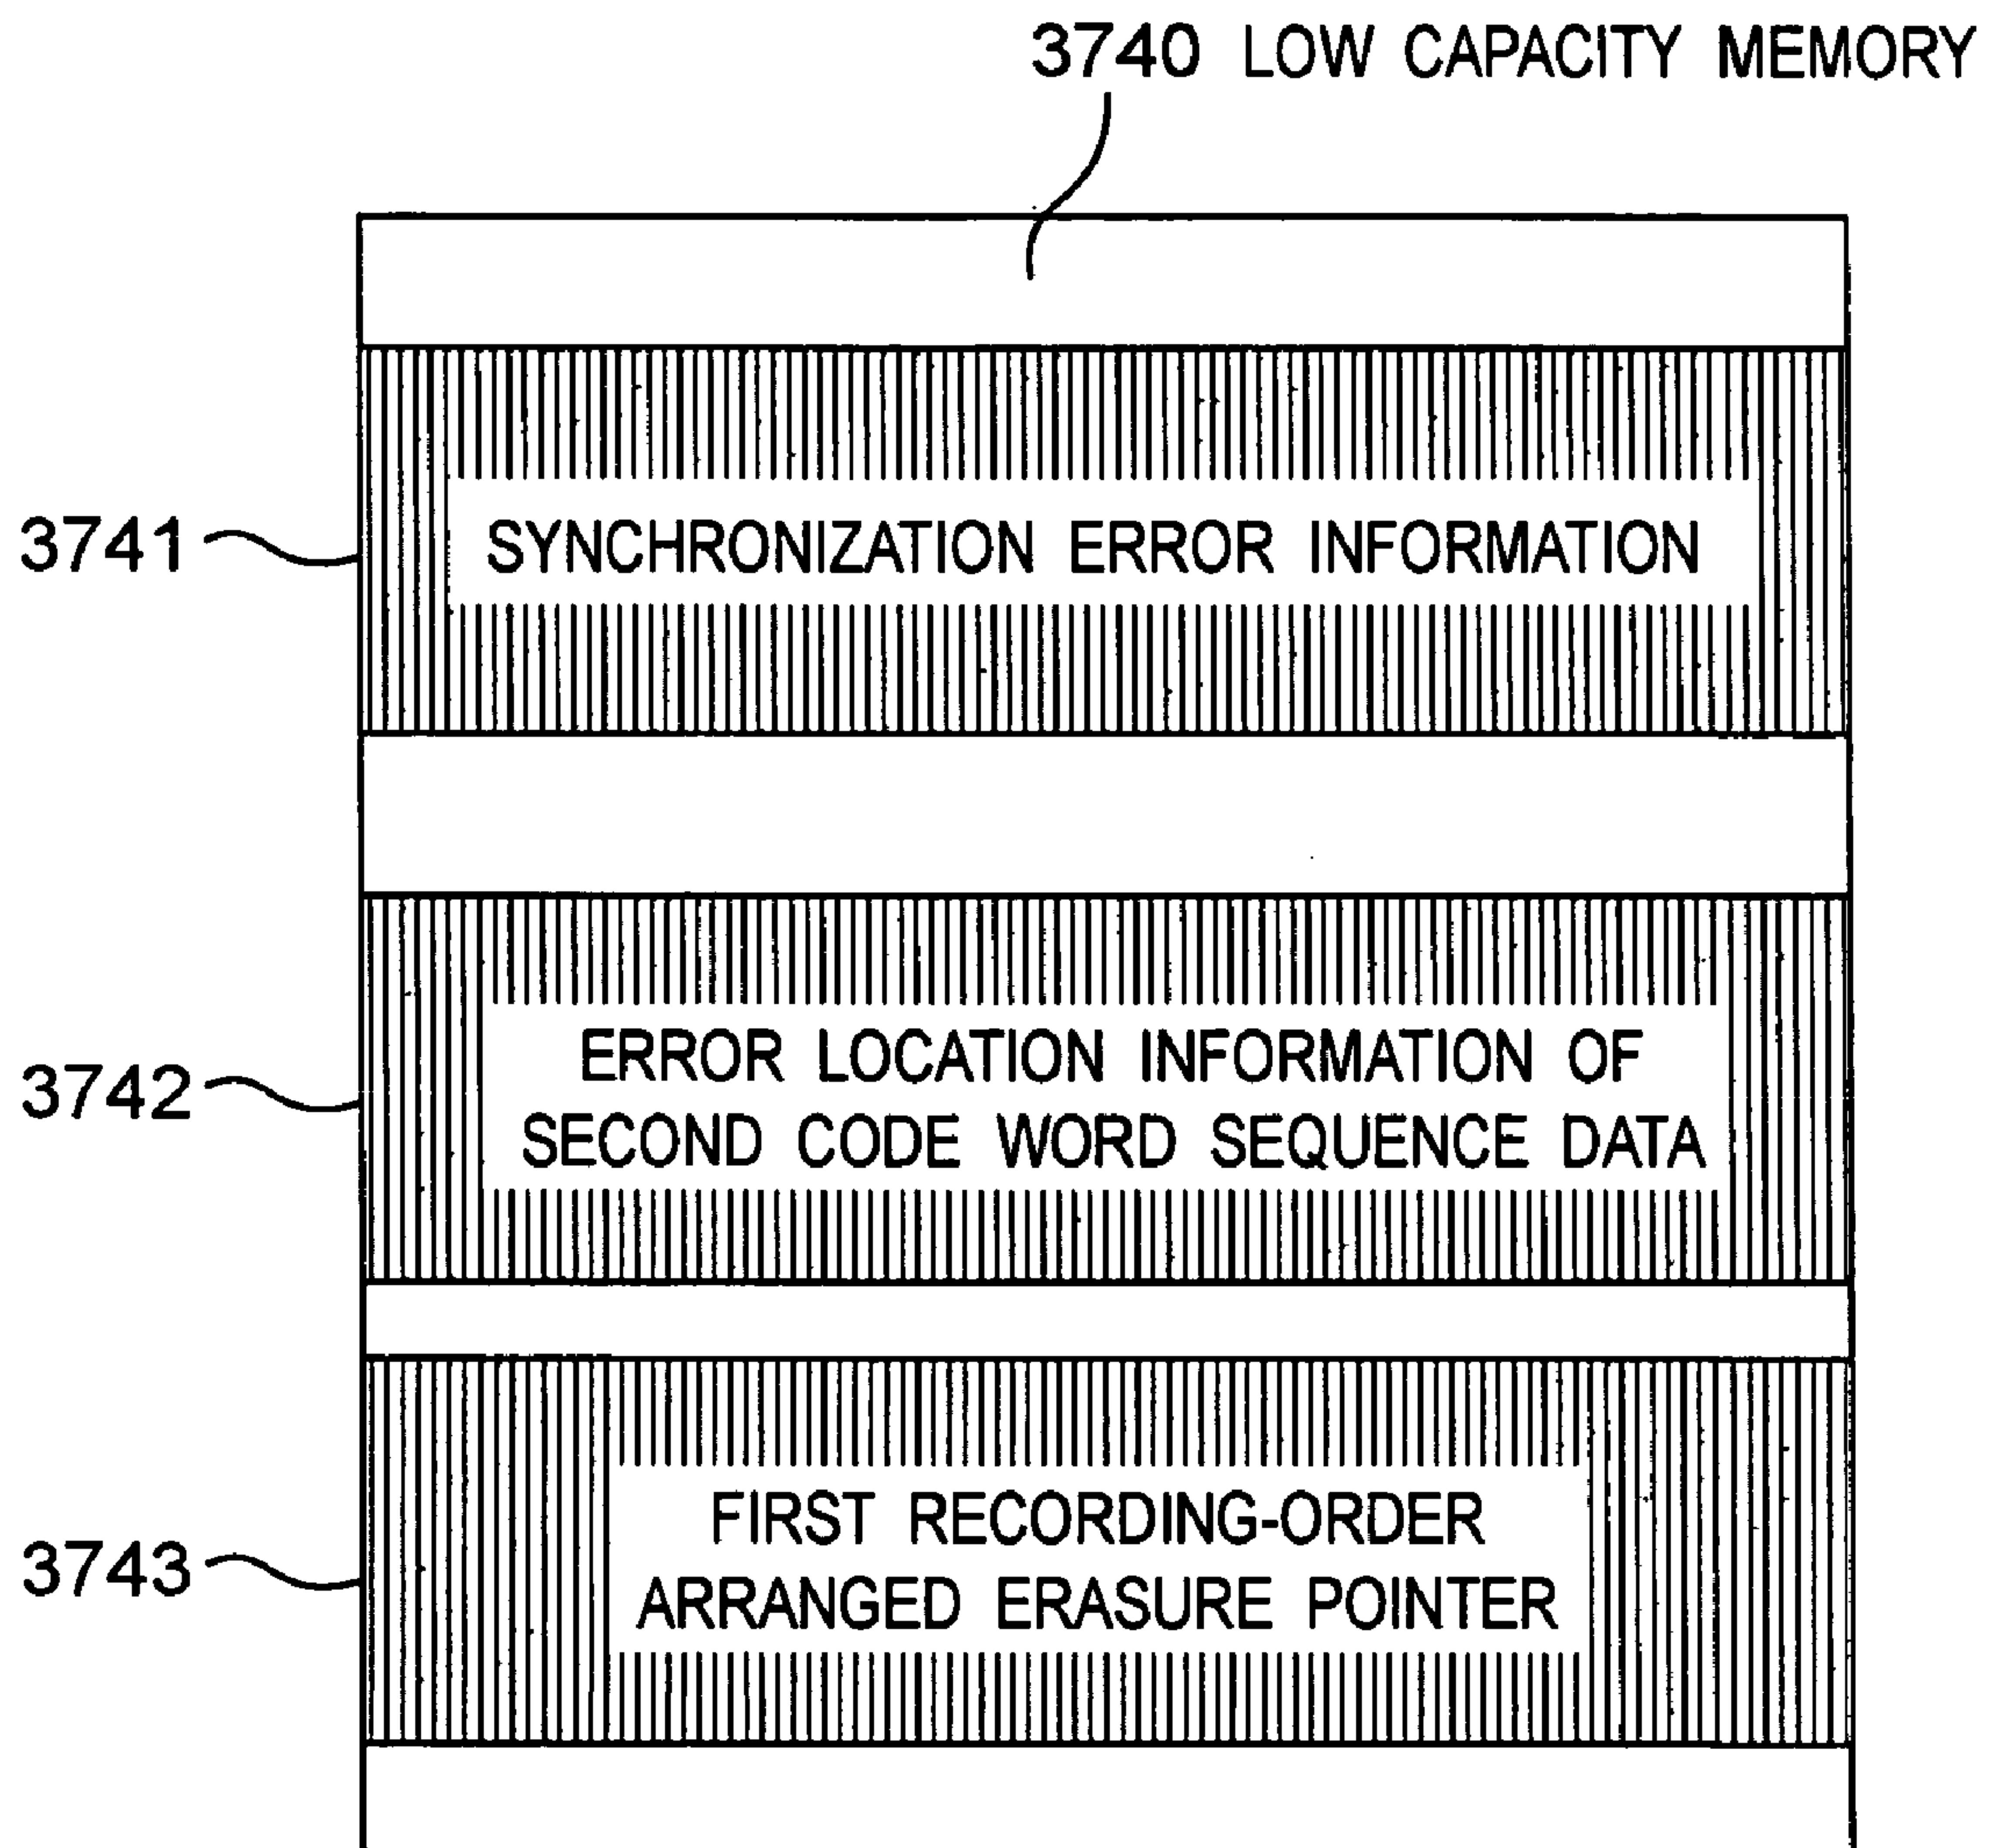 3740 LOW CAPACITY MEMORY
3741
SYNCHRONIZATION ERROR INFORMATION
3742
ERROR LOCATION INFORMATION OF
SECOND CODE WORD SEQUENCE DATA
3743
FIRST RECORDING-ORDER
ARRANGED ERASURE POINTER